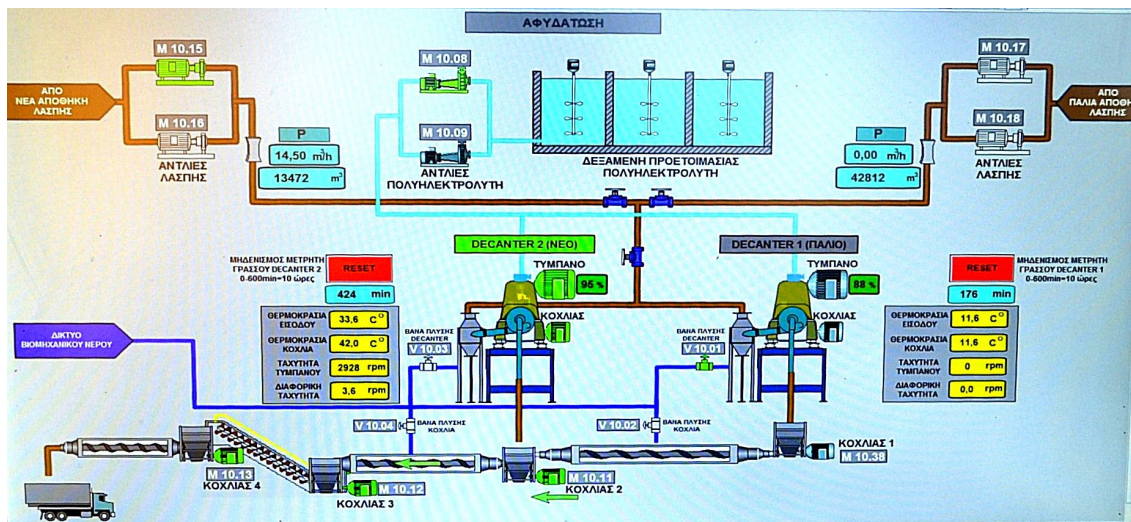 ΑΦΥΔΑΤΩΣΗ
M 10.15
M 10.08
M 10.17
ΑΠΟ
ΝΕΑ ΑΠΟΘΗΚΗ
ΛΑΣΠΗΣ
ΑΠΟ
ΠΑΛΙΑ ΑΠΟΘΗ
ΛΑΣΠΗΣ
M 10.16
M 10.09
M 10.18
ΑΝΤΛΙΕΣ
ΛΑΣΠΗΣ
P
14,50 m³/h
13472 m³
ΑΝΤΛΙΕΣ
ΠΟΛΥΗΛΕΚΤΡΟΛΥΤΗ
ΔΕΞΑΜΕΝΗ ΠΡΟΕΤΟΙΜΑΣΙΑΣ
ΠΟΛΥΗΛΕΚΤΡΟΛΥΤΗ
P
0,00 m³/h
42812 m³
ΑΝΤΛΙΕΣ
ΛΑΣΠΗΣ
DECANTER 2 (ΝΕΟ)
DECANTER 1 (ΠΑΛΙΟ)
ΜΗΔΕΝΙΣΜΟΣ ΜΕΤΡΗΤΗ
ΓΡΑΣΣΟΥ DECANTER 2
0-600min=10 ώρες
RESET
424 min
ΤΥΜΠΑΝΟ
95 %
ΚΟΧΛΙΑΣ
ΤΥΜΠΑΝΟ
88 %
ΚΟΧΛΙΑΣ
RESET
176 min
ΜΗΔΕΝΙΣΜΟΣ ΜΕΤΡΗΤΗ
ΓΡΑΣΣΟΥ DECANTER 1
0-600min=10 ώρες
ΘΕΡΜΟΚΡΑΣΙΑ
ΕΙΣΟΔΟΥ
33,6 C°
ΘΕΡΜΟΚΡΑΣΙΑ
ΚΟΧΛΙΑ
42,0 C°
ΤΑΧΥΤΗΤΑ
ΤΥΜΠΑΝΟΥ
2928 rpm
ΔΙΑΦΟΡΙΚΗ
ΤΑΧΥΤΗΤΑ
3,6 rpm
ΘΕΡΜΟΚΡΑΣΙΑ
ΕΙΣΟΔΟΥ
11,6 C°
ΘΕΡΜΟΚΡΑΣΙΑ
ΚΟΧΛΙΑ
11,6 C°
ΤΑΧΥΤΗΤΑ
ΤΥΜΠΑΝΟΥ
0 rpm
ΔΙΑΦΟΡΙΚΗ
ΤΑΧΥΤΗΤΑ
0,0 rpm
ΔΙΚΤΥΟ
ΒΙΟΜΗΧΑΝΙΚΟΥ ΝΕΡΟΥ
ΒΑΝΑ ΠΛΥΣΗΣ
DECANTER
V 10.03
ΒΑΝΑ ΠΛΥΣΗΣ
DECANTER
V 10.01
V 10.04
ΒΑΝΑ ΠΛΥΣΗΣ
ΚΟΧΛΙΑ
V 10.02
ΒΑΝΑ ΠΛΥΣΗΣ
ΚΟΧΛΙΑ
ΚΟΧΛΙΑΣ 1
M 10.38
M 10.13
ΚΟΧΛΙΑΣ 4
M 10.12
ΚΟΧΛΙΑΣ 3
M 10.11
ΚΟΧΛΙΑΣ 2